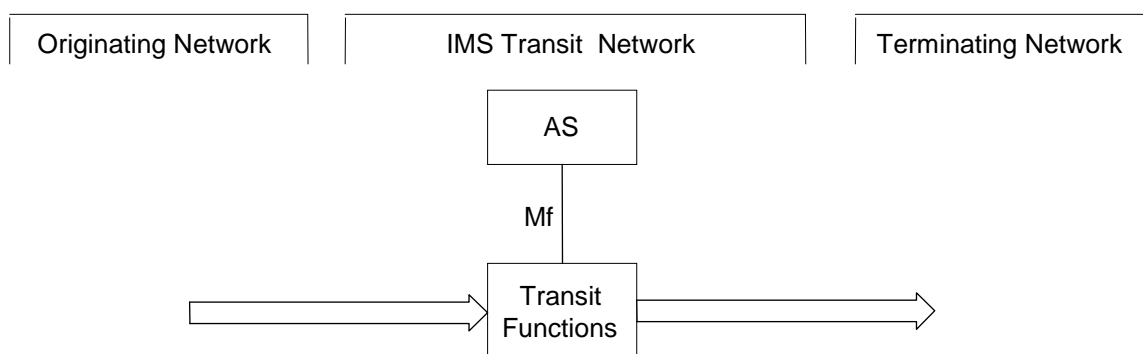 Originating Network
IMS Transit Network
Terminating Network
AS
Mf
Transit
Functions